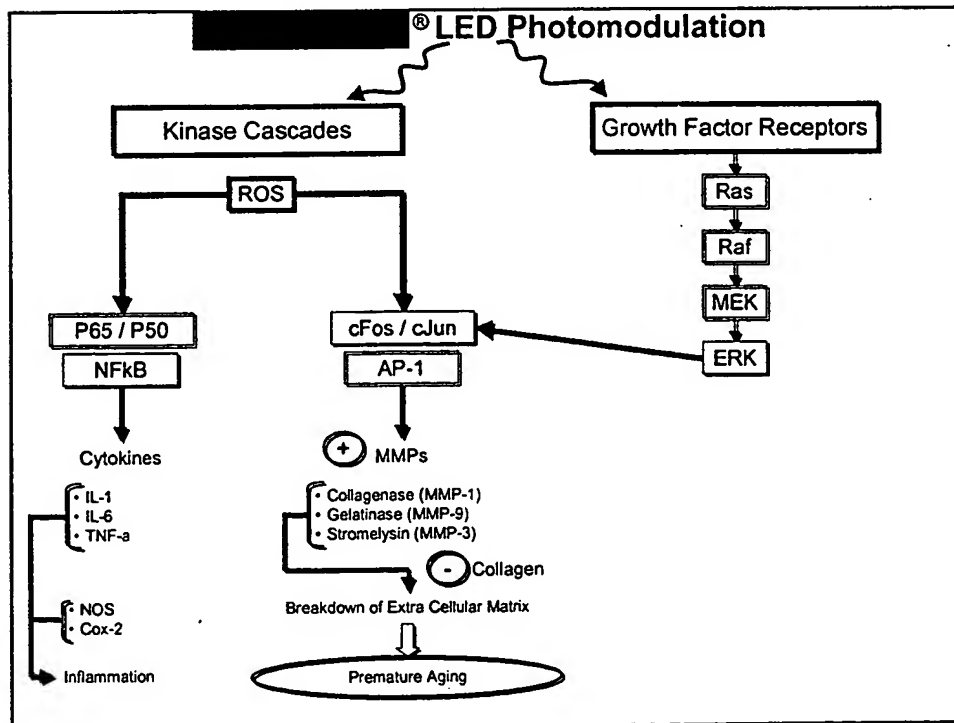 ® LED Photomodulation
Kinase Cascades
Growth Factor Receptors
ROS
Ras
Raf
MEK
ERK
P65 / P50
NFkB
cFos / cJun
AP-1
Cytokines
+ MMPs
• IL-1
• IL-6
• TNF-a
• Collagenase (MMP-1)
• Gelatinase (MMP-9)
• Stromelysin (MMP-3)
- Collagen
Breakdown of Extra Cellular Matrix
• NOS
• Cox-2
Inflammation
Premature Aging